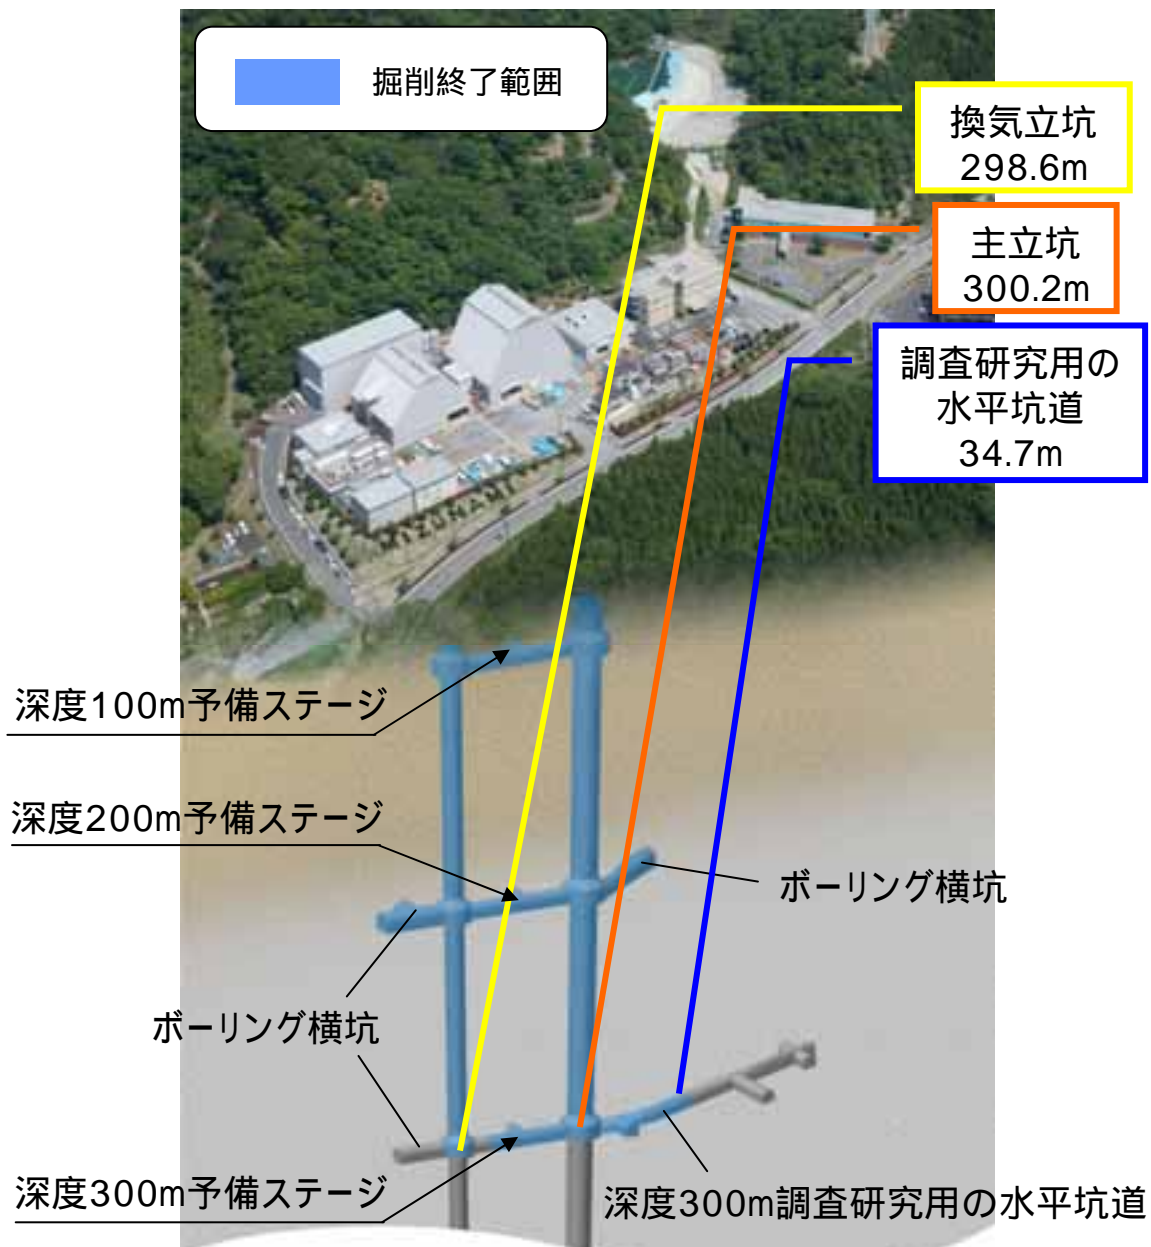 掘削終了範囲
換気立坑
298.6m
主立坑
300.2m
調査研究用の
水平坑道
34.7m
MIZUNAMI
深度100m予備ステージ
深度200m予備ステージ
ボーリング横坑
ボーリング横坑
深度300m予備ステージ
深度300m調査研究用の水平坑道